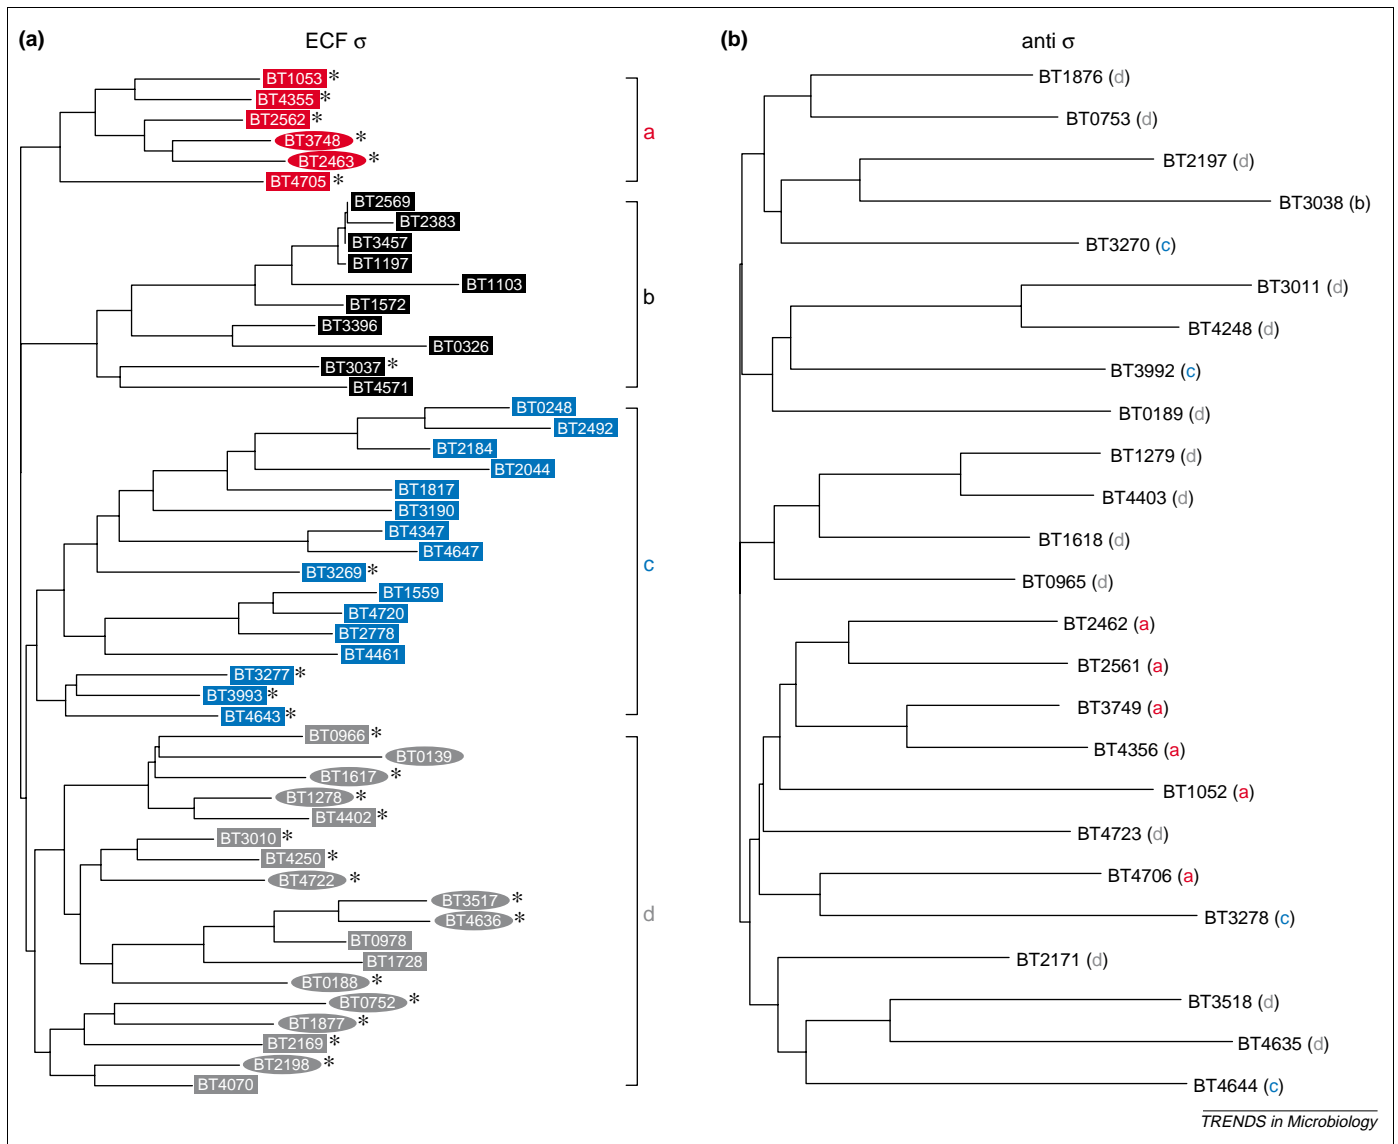 (a)
ECF σ
BT1053 *
BT4355 *
BT2562 *
BT3748 *
BT2463 *
BT4705 *
a
BT2569
BT2383
BT3457
BT1197
BT1103
BT1572
BT3396
BT0326
BT3037 *
BT4571
b
BT0248
BT2492
BT2184
BT2044
BT1817
BT3190
BT4347
BT4647
BT3269 *
BT1559
BT4720
BT2778
BT4461
BT3277 *
BT3993 *
BT4643 *
c
BT0966 *
BT0139
BT1617 *
BT1278 *
BT4402 *
BT3010 *
BT4250 *
BT4722 *
BT3517 *
BT4636 *
BT0978
BT1728
BT0188 *
BT0752 *
BT1877 *
BT2169 *
BT2198 *
BT4070
d
(b)
anti σ
BT1876 (d)
BT0753 (d)
BT2197 (d)
BT3038 (b)
BT3270 (c)
BT3011 (d)
BT4248 (d)
BT3992 (c)
BT0189 (d)
BT1279 (d)
BT4403 (d)
BT1618 (d)
BT0965 (d)
BT2462 (a)
BT2561 (a)
BT3749 (a)
BT4356 (a)
BT1052 (a)
BT4723 (d)
BT4706 (a)
BT3278 (c)
BT2171 (d)
BT3518 (d)
BT4635 (d)
BT4644 (c)
TRENDS in Microbiology